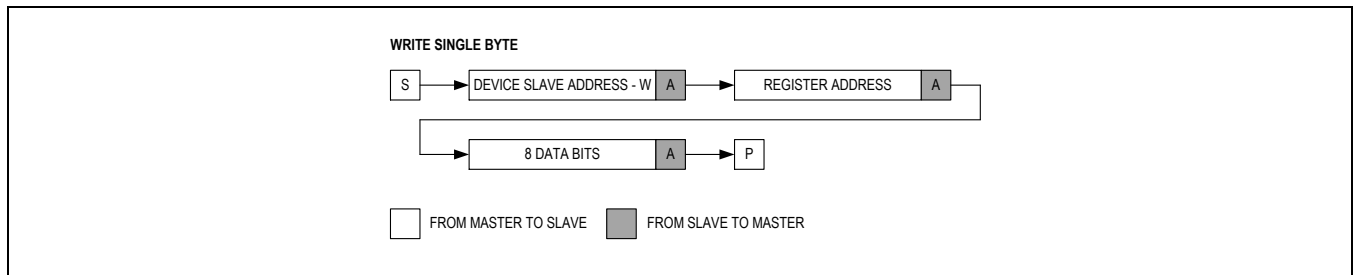 WRITE SINGLE BYTE
S DEVICE SLAVE ADDRESS - W A REGISTER ADDRESS A
8 DATA BITS A P
FROM MASTER TO SLAVE FROM SLAVE TO MASTER